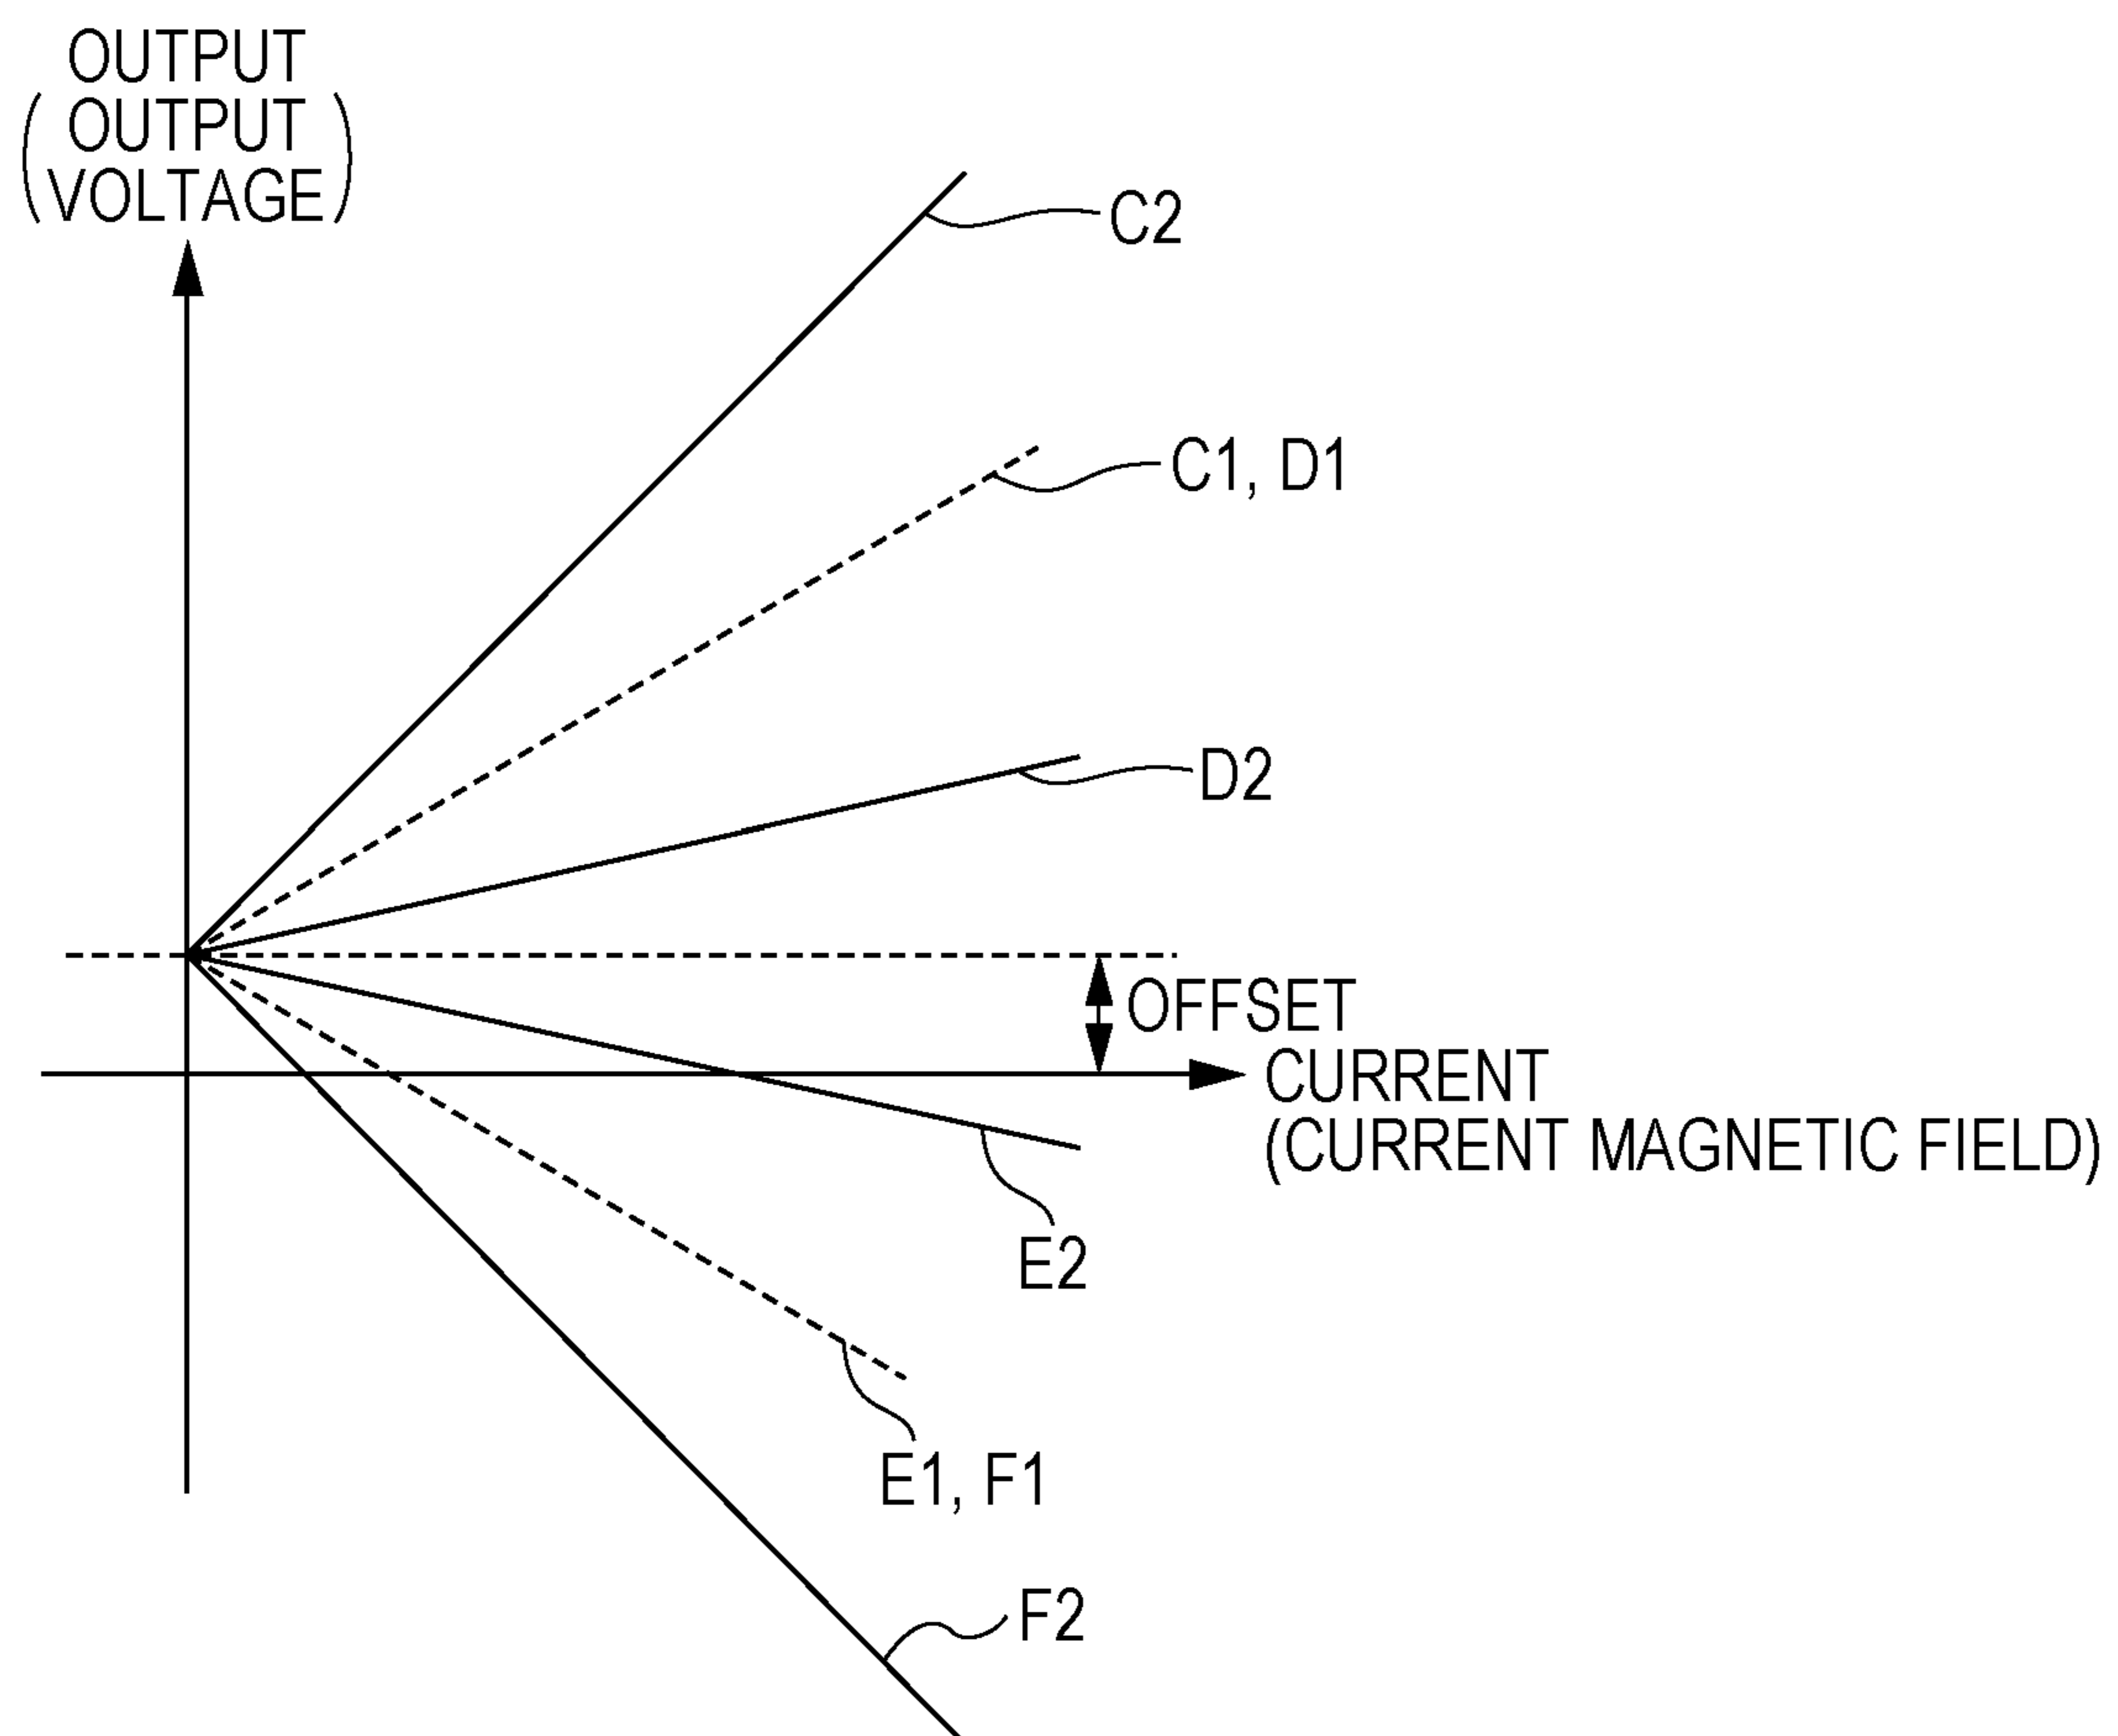 OUTPUT
(OUTPUT
VOLTAGE)
C2
C1, D1
D2
OFFSET
CURRENT
(CURRENT MAGNETIC FIELD)
E2
E1, F1
F2